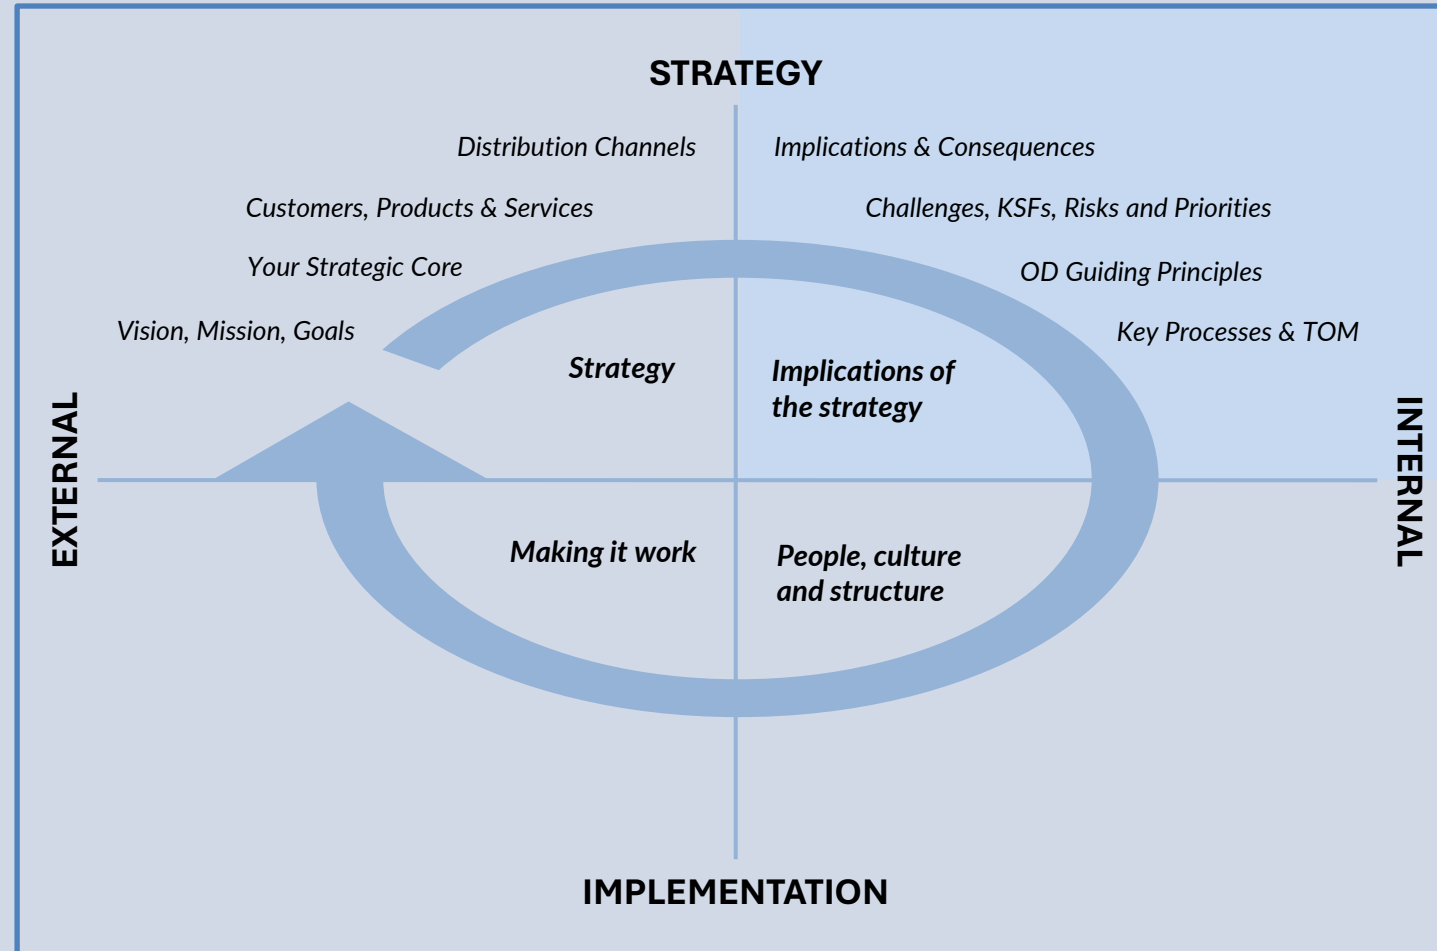 STRATEGY
Distribution Channels
Implications & Consequences
Customers, Products & Services
Challenges, KSFs, Risks and Priorities
Your Strategic Core
OD Guiding Principles
Vision, Mission, Goals
Key Processes & TOM
Strategy
Implications of
the strategy
EXTERNAL
INTERNAL
Making it work
People, culture
and structure
IMPLEMENTATION